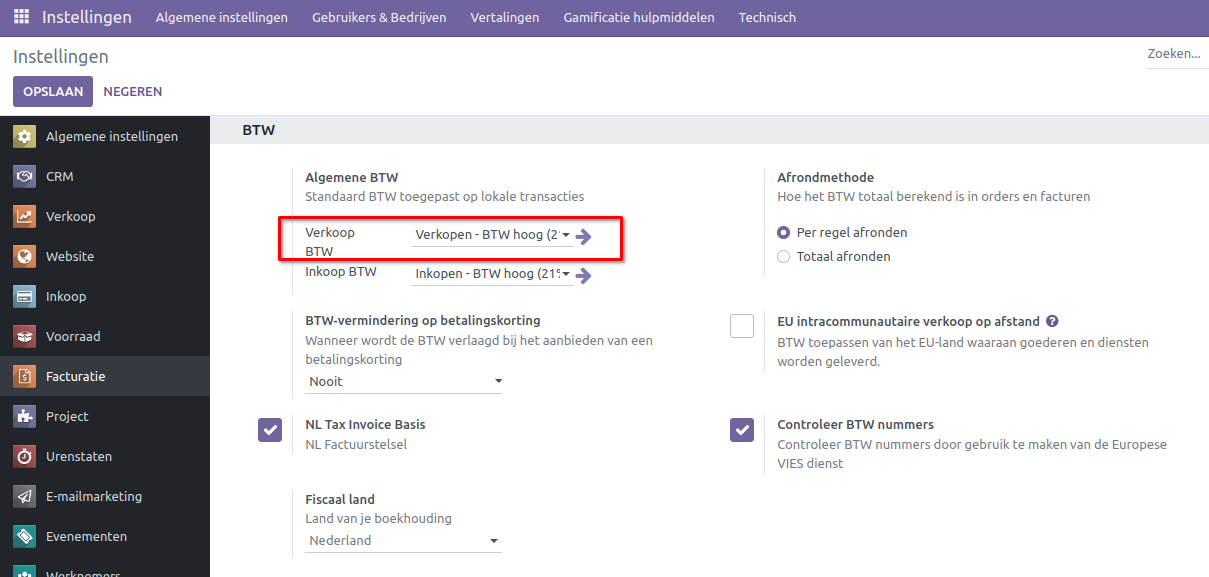 Instellingen Algemene instellingen Gebruikers & Bedrijven Vertalingen Gamificatie hulpmiddelen Technisch
Instellingen
Zoeken...
OPSLAAN NEGEREN
Algemene instellingen
CRM
Verkoop
Website
Inkoop
Voorraad
Facturatie
Project
Urenstaten
E-mailmarketing
Evenementen
Werknemers
BTW
Algemene BTW
Standaard BTW toegepast op lokale transacties
Verkoop
BTW
Verkopen - BTW hoog (2
Inkoop BTW
Inkopen - BTW hoog (21%
Afrondmethode
Hoe het BTW totaal berekend is in orders en facturen
Per regel afronden
Totaal afronden
BTW-vermindering op betalingskorting
Wanneer wordt de BTW verlaagd bij het aanbieden van een
betalingskorting
Nooit
EU intracommunautaire verkoop op afstand ?
BTW toepassen van het EU-land waaraan goederen en diensten
worden geleverd.
NL Tax Invoice Basis
NL Factuurstelsel
Controleer BTW nummers
Controleer BTW nummers door gebruik te maken van de Europese
VIES dienst
Fiscaal land
Land van je boekhouding
Nederland